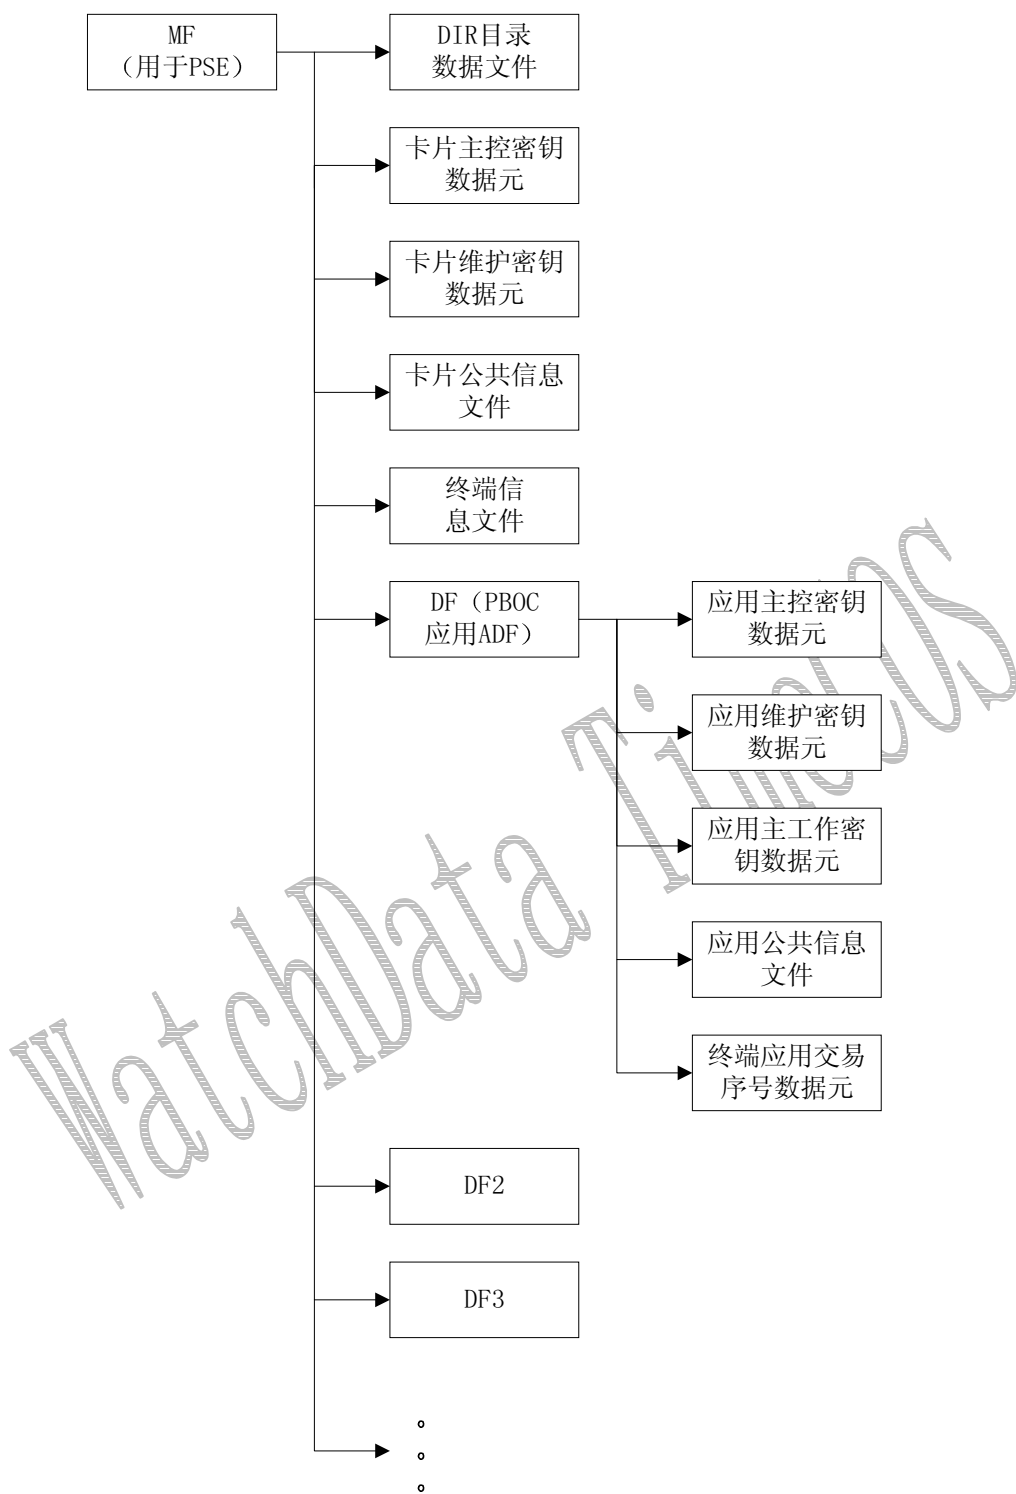 MF
（用于PSE）
DIR目录
数据文件
卡片主控密钥
数据元
卡片维护密钥
数据元
卡片公共信息
文件
终端信
息文件
DF（PBOC
应用ADF）
应用主控密钥
数据元
应用维护密钥
数据元
应用主工作密
钥数据元
应用公共信息
文件
终端应用交易
序号数据元
DF2
DF3
。
。
。
WatchData TimeCOS